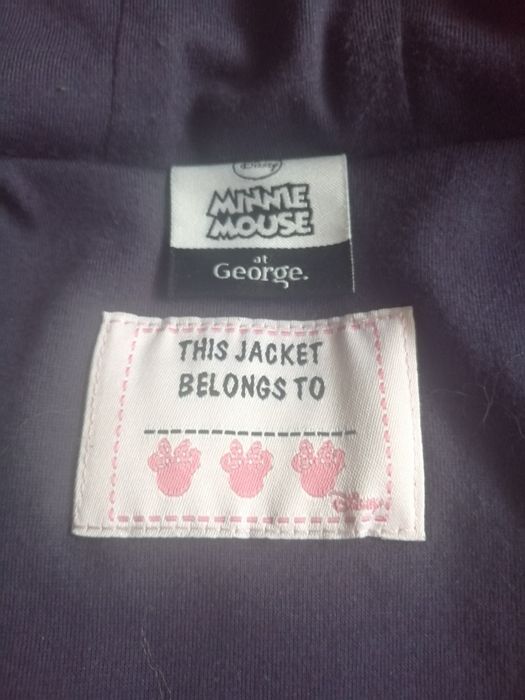 Disney
MINNIE
MOUSE
at
George.
THIS JACKET
BELONGS TO
Disney